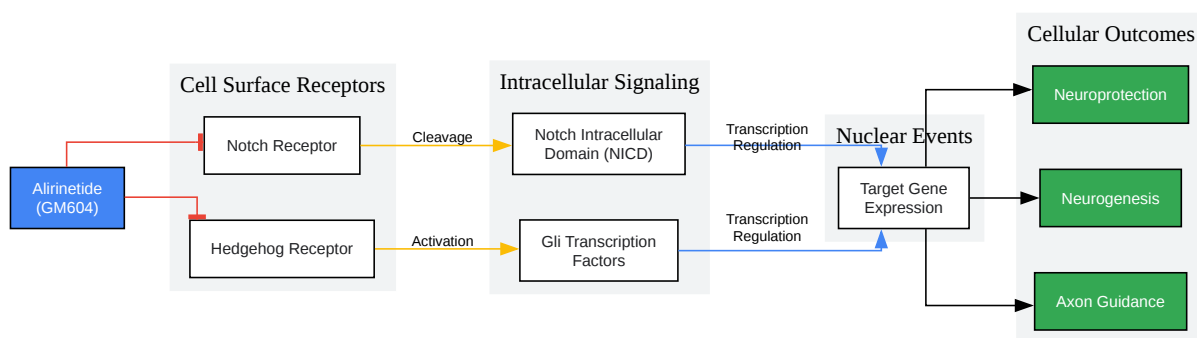 Cellular Outcomes
Cell Surface Receptors
Intracellular Signaling
Neuroprotection
Notch Receptor
Cleavage
Notch Intracellular
Domain (NICD)
Transcription
Regulation
Nuclear Events
Alirinetide
(GM604)
Target Gene
Expression
Neurogenesis
Hedgehog Receptor
Activation
Gli Transcription
Factors
Transcription
Regulation
Axon Guidance